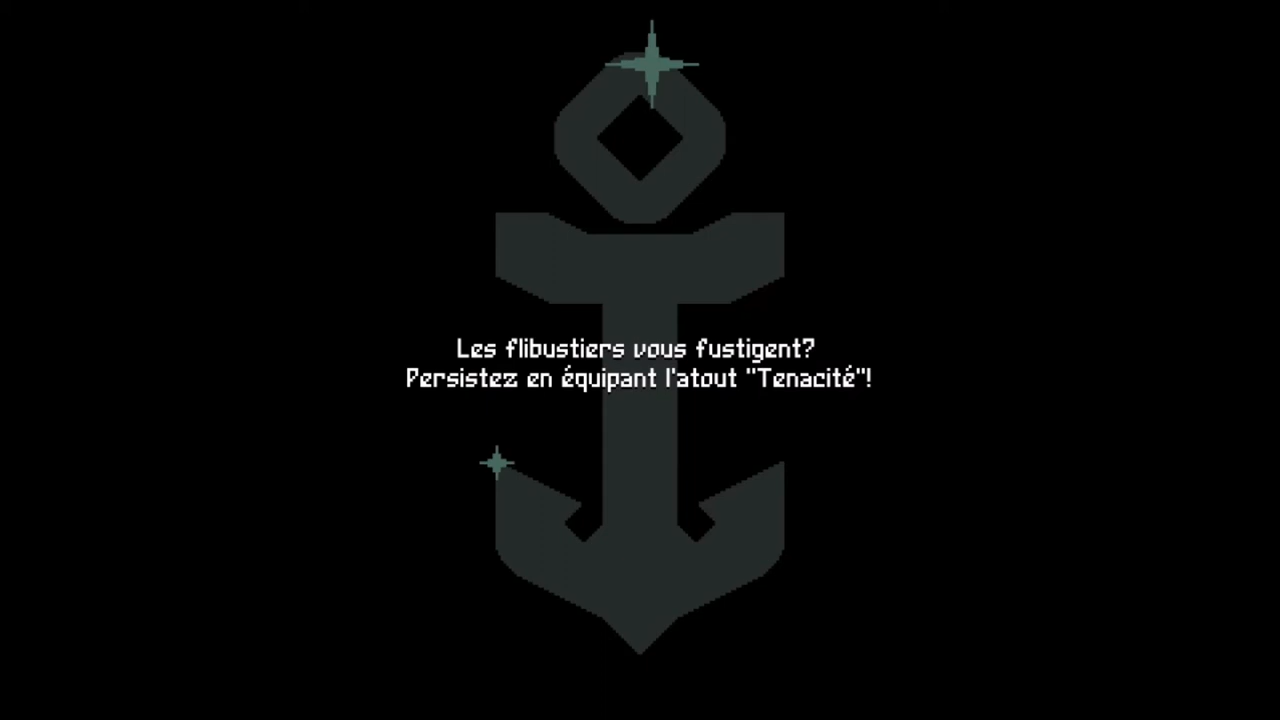 Les flibustiers vous fustigent?
Persistez en équipant l'atout "Tenacité"!